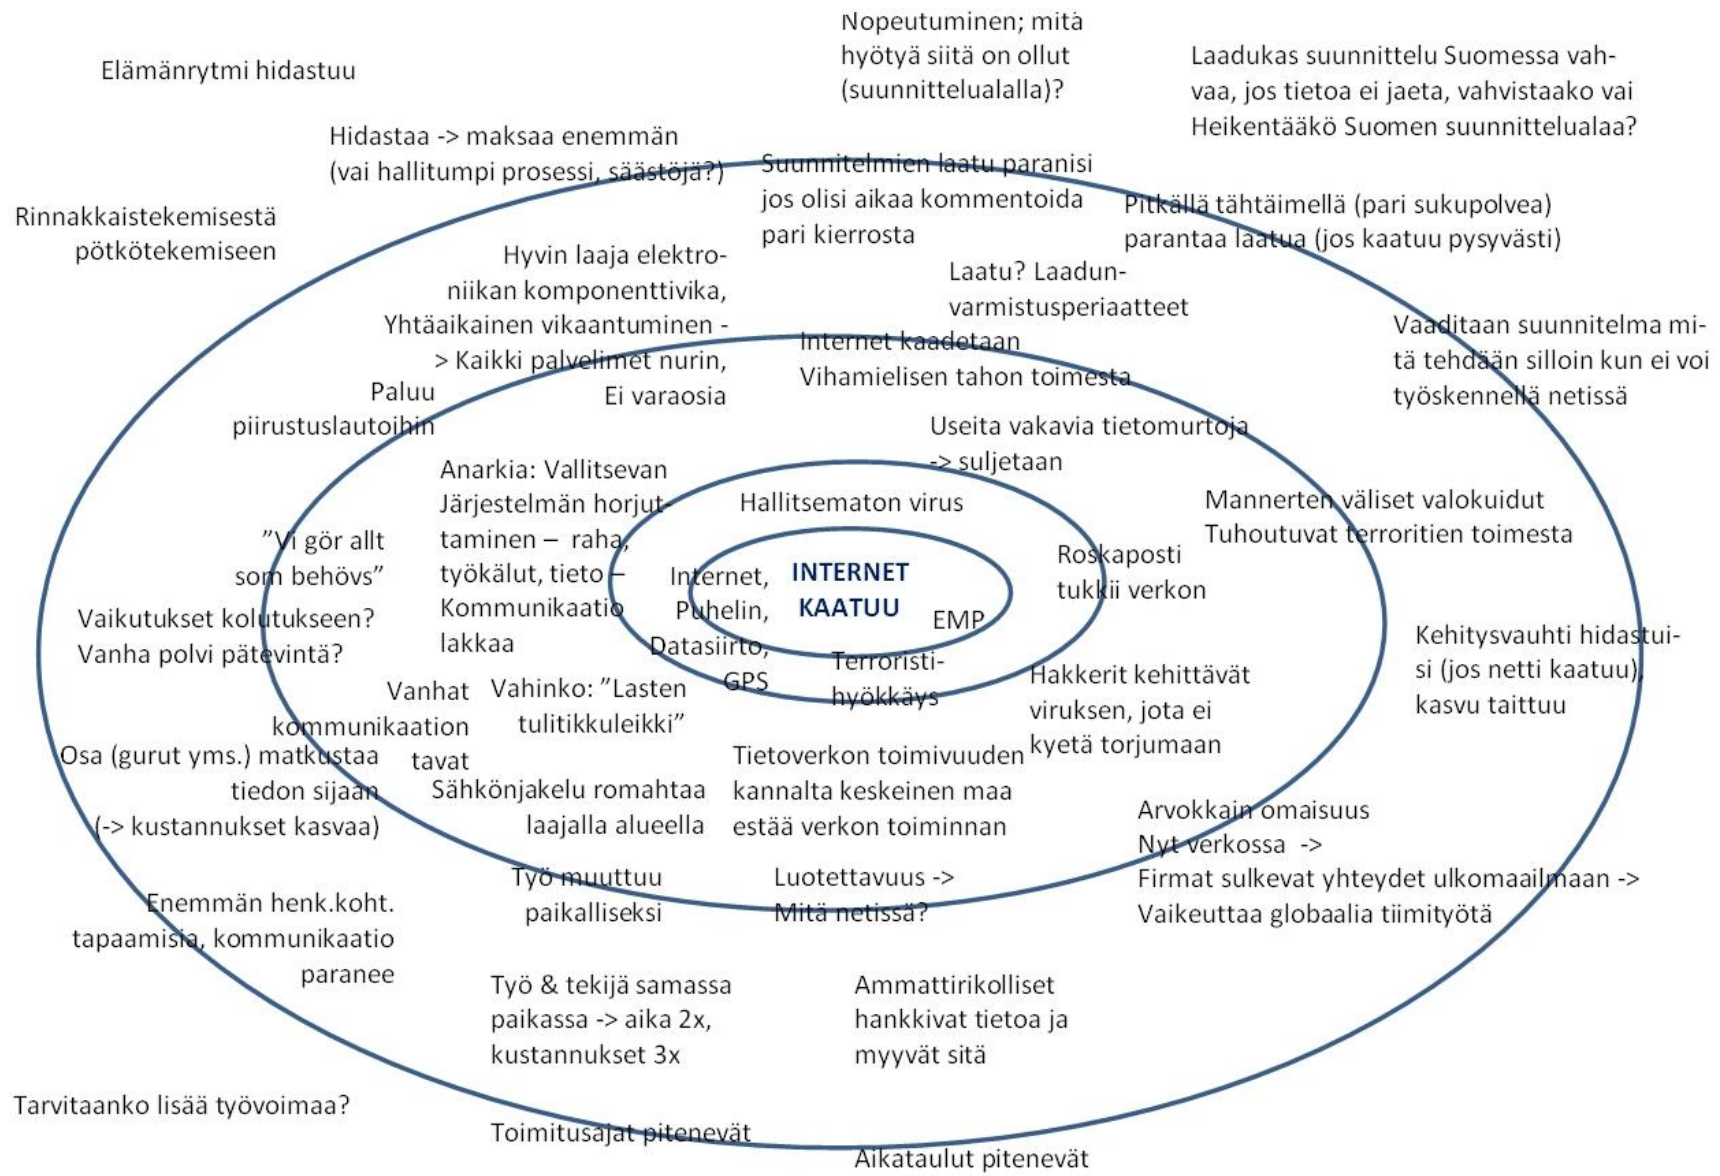 Nopeutuminen; mitä
hyötyä siitä on ollut
(suunnittelualalla)?
Laadukas suunnittelu Suomessa vah-
vaa, jos tietoa ei jaeta, vahvistaako vai
Heikentääkö Suomen suunnittelualaa?
Elämänrytmi hidastuu
Hidastaa -> maksaa enemmän
(vai hallitumpi prosessi, säästöjä?)
Suunnitelmien laatu paranisi
jos olisi aikaa kommentoida
pari kierrosta
Pitkällä tähtäimellä (pari sukupolvea)
parantaa laatua (jos kaatuu pysyvästi)
Rinnakkaistekemisestä
pötkötekemiseen
Hyvin laaja elektro-
niikan komponenttivika,
Yhtäaikainen vikaantuminen -
> Kaikki palvelimet nurin,
Ei varaosia
Laatu? Laadun-
varmistusperiaatteet
Internet kaadetaan
Vihamielisen tahon toimesta
Vaaditaan suunnitelma mi-
tä tehdään silloin kun ei voi
työskennellä netissä
Paluu
piirustuslautoihin
Useita vakavia tietomurtoja
-> suljetaan
Anarkia: Vallitsevan
Järjestelmän horjut-
taminen – raha,
työkälut, tieto –
Kommunikaatio
lakkaa
Hallitsematon virus
Mannerten väliset valokuidut
Tuhoutuvat terroritien toimesta
”Vi gör allt
som behövs”
Internet,
Puhelin,
Datasiirto,
GPS
INTERNET
KAATUU
EMP
Roskaposti
tukkii verkon
Vaikutukset kolutukseen?
Vanha polvi pätevintä?
Terroristi-
hyökkäys
Kehitysvauhti hidastui-
si (jos netti kaatuu),
kasvu taittuu
Vanhat
kommunikaation
tavat
Vahinko: ”Lasten
tulitikkuleikki”
Hakkerit kehittävät
viruksen, jota ei
kyetä torjumaan
Osa (gurut yms.) matkustaa
tiedon sijaan
(-> kustannukset kasvaa)
Sähkönjakelu romahtaa
laajalla alueella
Tietoverkon toimivuuden
kannalta keskeinen maa
estää verkon toiminnan
Arvokkain omaisuus
Nyt verkossa ->
Firmat sulkevat yhteydet ulkomaailmaan ->
Vaikeuttaa globaalia tiimityötä
Työ muuttuu
paikalliseksi
Luotettavuus ->
Mitä netissä?
Enemmän henk.koht.
tapaamisia, kommunikaatio
paranee
Työ & tekijä samassa
paikassa -> aika 2x,
kustannukset 3x
Ammattirikolliset
hankkivat tietoa ja
myyvät sitä
Tarvitaanko lisää työvoimaa?
Toimitusajat pitenevät
Aikataulut pitenevät